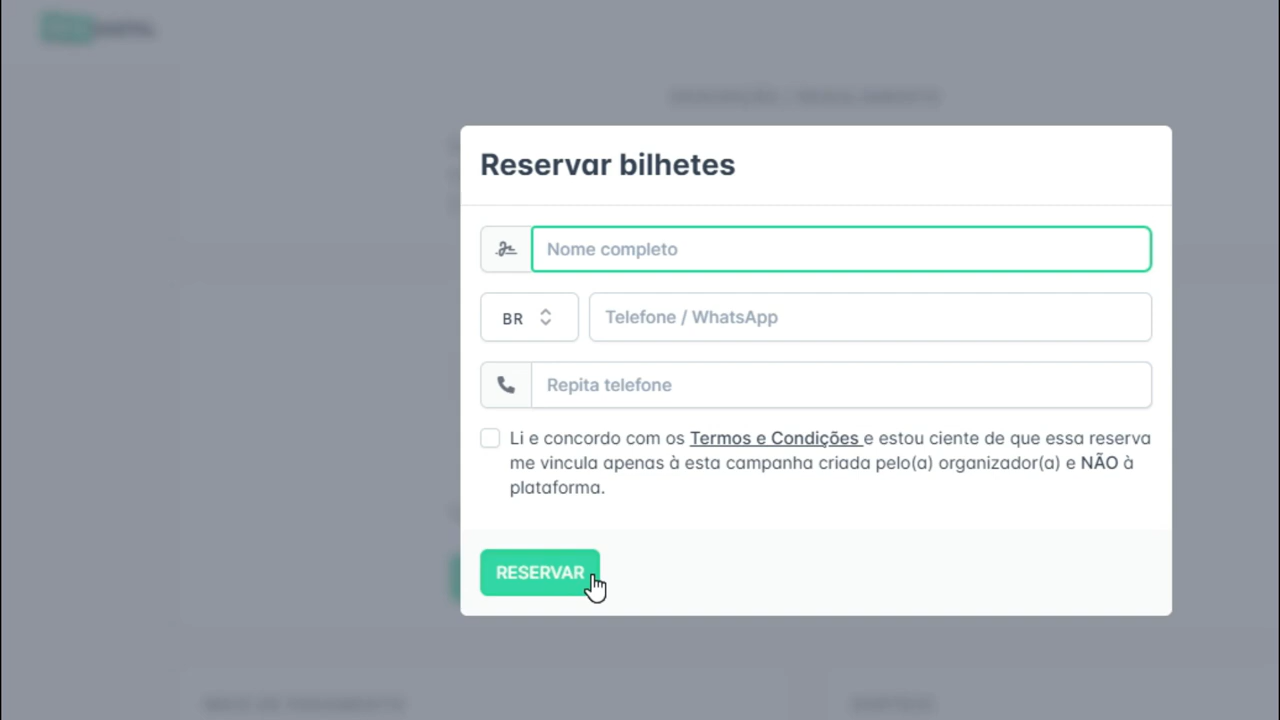 Reservar bilhetes
Nome completo
BR
Telefone / WhatsApp
Repita telefone
Li e concordo com os Termos e Condições e estou ciente de que essa reserva
me vincula apenas à esta campanha criada pelo(a) organizador(a) e NÃO à
plataforma.
RESERVAR